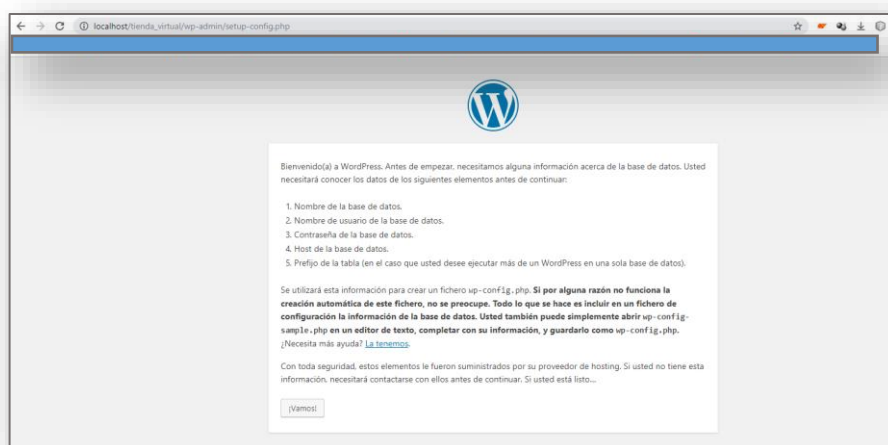 localhost/tienda_virtual/wp-admin/setup-config.php
Bienvenido(a) a WordPress. Antes de empezar, necesitamos alguna información acerca de la base de datos. Usted
necesitará conocer los datos de los siguientes elementos antes de continuar:
1. Nombre de la base de datos.
2. Nombre de usuario de la base de datos.
3. Contraseña de la base de datos.
4. Host de la base de datos.
5. Prefijo de la tabla (en el caso que usted desee ejecutar más de un WordPress en una sola base de datos).
Se utilizará esta información para crear un fichero wp-config.php. Si por alguna razón no funciona la
creación automática de este fichero, no se preocupe. Todo lo que se hace es incluir en un fichero de
configuración la información de la base de datos. Usted también puede simplemente abrir wp-config-
sample.php en un editor de texto, completar con su información, y guardarlo como wp-config.php.
¿Necesita más ayuda? La tenemos.
Con toda seguridad, estos elementos le fueron suministrados por su proveedor de hosting. Si usted no tiene esta
información, necesitará contactarse con ellos antes de continuar. Si usted está listo...
¡Vamos!